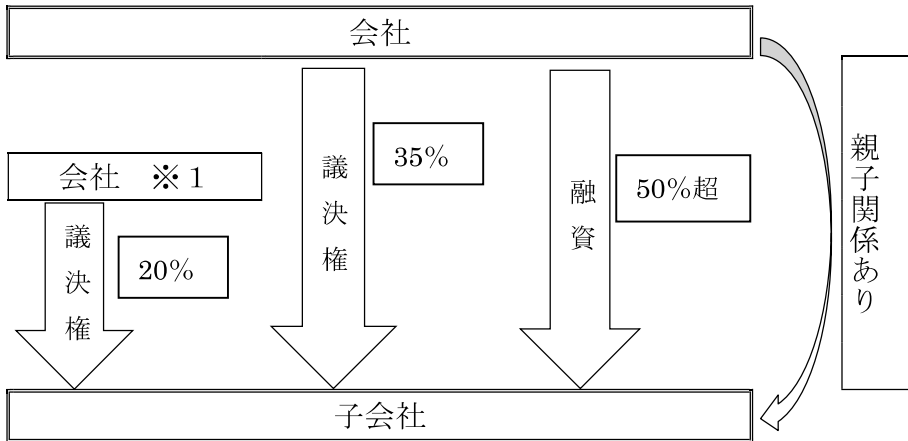 会社
会社　※１
議決権
20%
議決権
35%
融資
50%超
親子関係あり
子会社